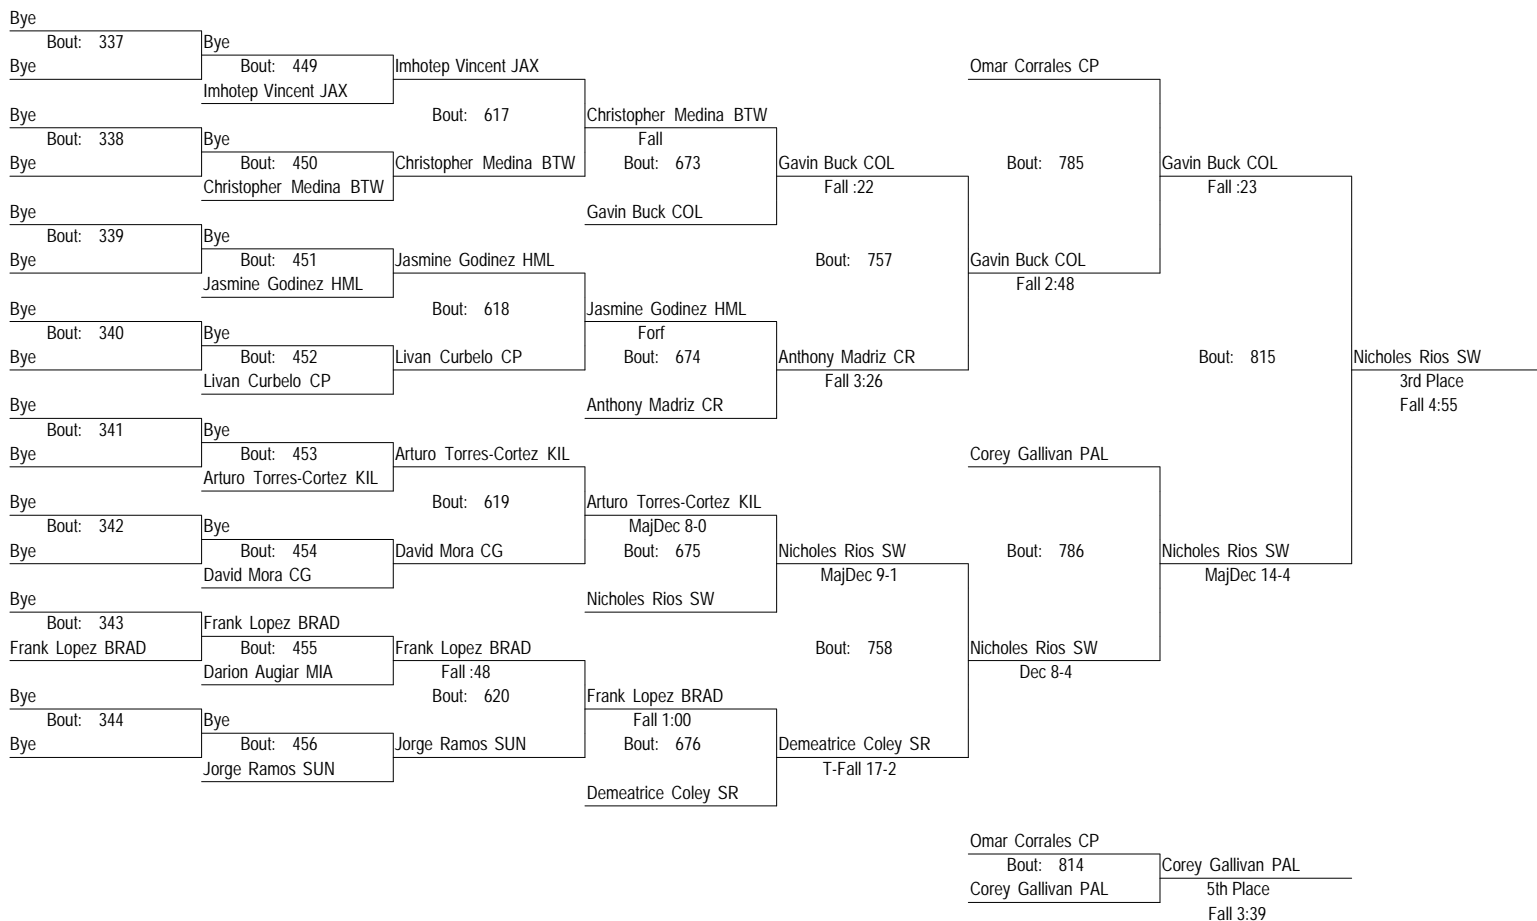 Bye
Bout: 337
Bye
Bye
Bout: 449
Imhotep Vincent JAX
Omar Corrales CP
Bye
Imhotep Vincent JAX
Bye
Bout: 617
Christopher Medina BTW
Bout: 338
Bye
Fall
Bye
Bout: 450
Christopher Medina BTW
Bout: 673
Gavin Buck COL
Bout: 785
Gavin Buck COL
Christopher Medina BTW
Fall :22
Fall :23
Bye
Gavin Buck COL
Bout: 339
Bye
Bye
Bout: 451
Jasmine Godinez HML
Bout: 757
Gavin Buck COL
Jasmine Godinez HML
Fall 2:48
Bye
Bout: 618
Jasmine Godinez HML
Bout: 340
Bye
Forf
Bye
Bout: 452
Livan Curbelo CP
Bout: 674
Anthony Madriz CR
Bout: 815
Nicholas Rios SW
Livan Curbelo CP
Fall 3:26
3rd Place
Bye
Anthony Madriz CR
Fall 4:55
Bout: 341
Bye
Bye
Bout: 453
Arturo Torres-Cortez KIL
Corey Gallivan PAL
Arturo Torres-Cortez KIL
Bye
Bout: 619
Arturo Torres-Cortez KIL
Bout: 342
Bye
MajDec 8-0
Bye
Bout: 454
David Mora CG
Bout: 675
Nicholes Rios SW
Bout: 786
Nicholes Rios SW
David Mora CG
MajDec 9-1
MajDec 14-4
Bye
Nicholes Rios SW
Bout: 343
Frank Lopez BRAD
Frank Lopez BRAD
Bout: 455
Frank Lopez BRAD
Bout: 758
Nicholes Rios SW
Darion Augiar MIA
Fall :48
Dec 8-4
Bye
Bout: 620
Frank Lopez BRAD
Bout: 344
Bye
Fall 1:00
Bye
Bout: 456
Jorge Ramos SUN
Bout: 676
Demeatrice Coley SR
Jorge Ramos SUN
T-Fall 17-2
Demeatrice Coley SR
Omar Corrales CP
Bout: 814
Corey Gallivan PAL
Corey Gallivan PAL
5th Place
Fall 3:39